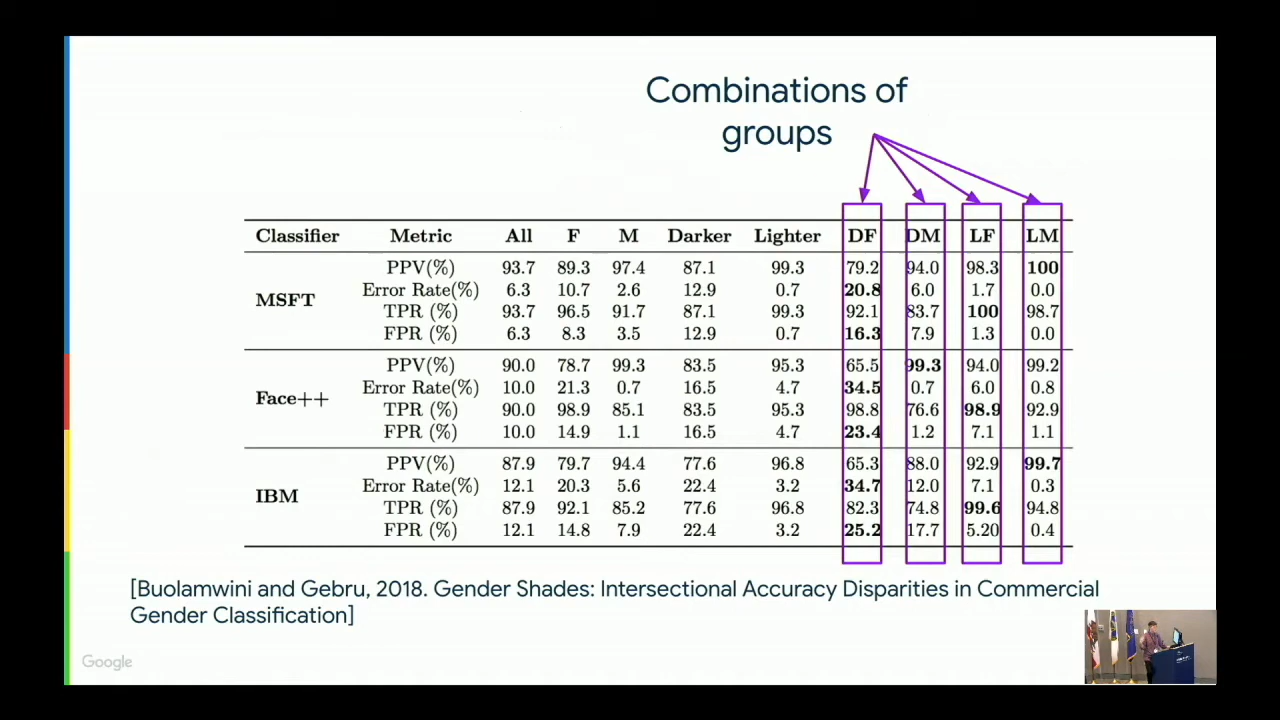 Combinations of
groups
Classifier Metric All F M Darker Lighter DF DM LF LM
PPV(%) 93.7 89.3 97.4 87.1 99.3 79.2 94.0 98.3 100
MSFT Error Rate(%) 6.3 10.7 2.6 12.9 0.7 20.8 6.0 1.7 0.0
TPR (%) 93.7 96.5 91.7 87.1 99.3 92.1 83.7 100 98.7
FPR (%) 6.3 8.3 3.5 12.9 0.7 16.3 7.9 1.3 0.0
PPV(%) 90.0 78.7 99.3 83.5 95.3 65.5 99.3 94.0 99.2
Face++ Error Rate(%) 10.0 21.3 0.7 16.5 4.7 34.5 0.7 6.0 0.8
TPR (%) 90.0 98.9 85.1 83.5 95.3 98.8 76.6 98.9 92.9
FPR (%) 10.0 14.9 1.1 16.5 4.7 23.4 1.2 7.1 1.1
PPV(%) 87.9 79.7 94.4 77.6 96.8 65.3 88.0 92.9 99.7
IBM Error Rate(%) 12.1 20.3 5.6 22.4 3.2 34.7 12.0 7.1 0.3
TPR (%) 87.9 92.1 85.2 77.6 96.8 82.3 74.8 99.6 94.8
FPR (%) 12.1 14.8 7.9 22.4 3.2 25.2 17.7 5.20 0.4
[Buolamwini and Gebru, 2018. Gender Shades: Intersectional Accuracy Disparities in Commercial
Gender Classification]
Google